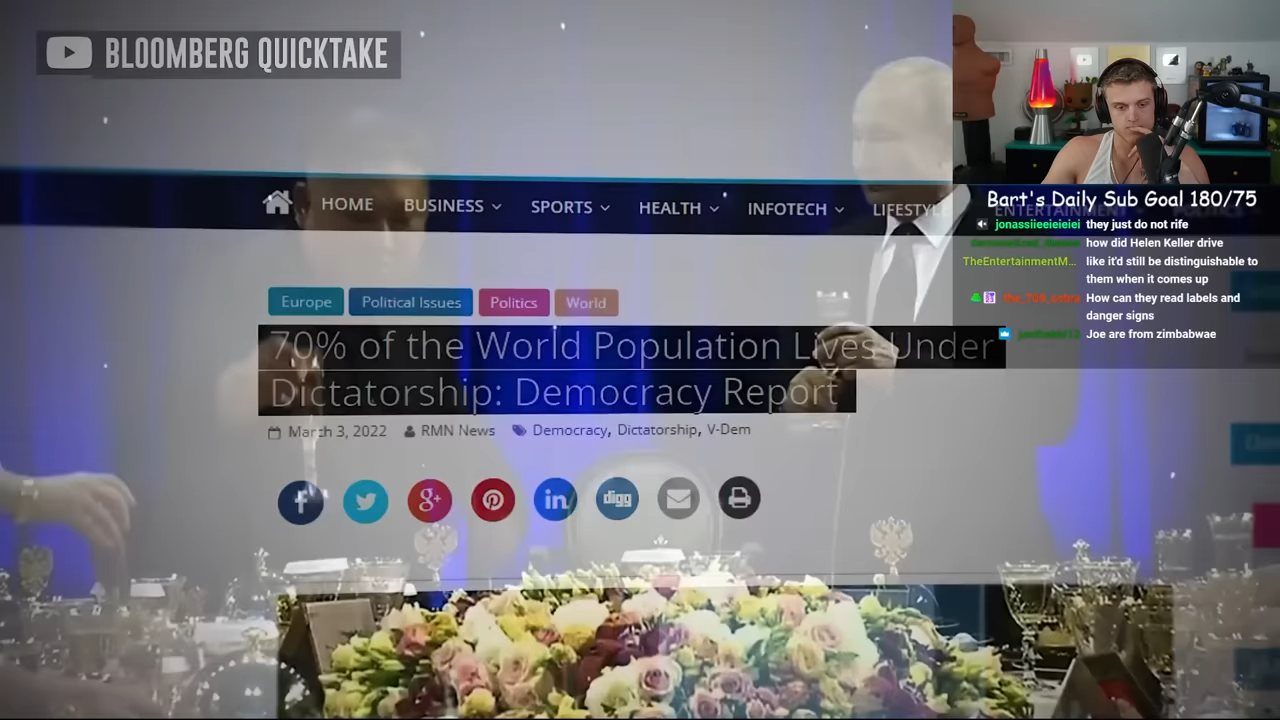 BLOOMBERG QUICKTAKE
HOME BUSINESS SPORTS HEALTH INFOTECH LIFESTYLE ENTERTAINMENT
Europe Political Issues Politics World
70% of the World Population Lives Under
Dictatorship: Democracy Report
March 3, 2022 RMN News Democracy, Dictatorship, V-Dem
f g+ in digg
Bart's Daily Sub Goal 180/75
jonassiieeieieiei they just do not rife
how did Helen Keller drive
TheEntertainmentM... like it'd still be distinguishable to
them when it comes up
How can they read labels and
danger signs
Joe are from zimbabwae